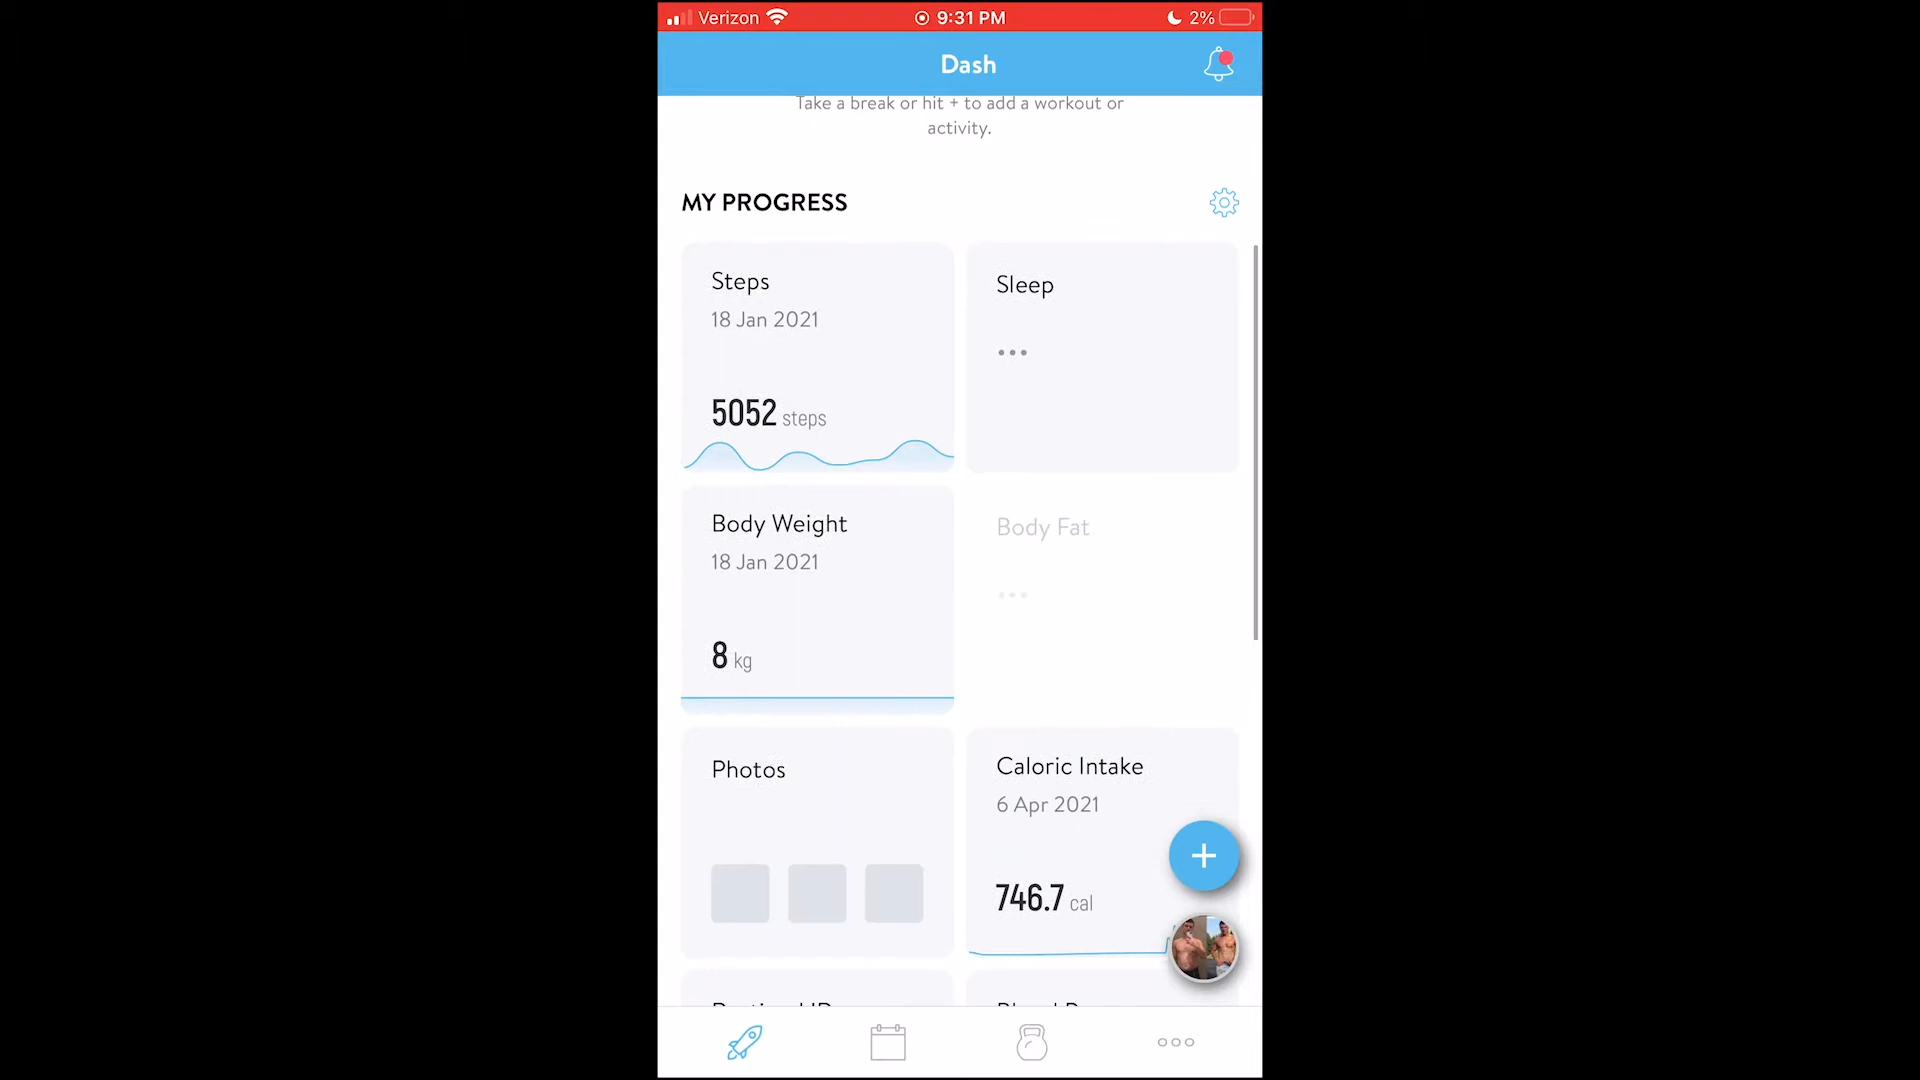 Verizon 9:31 PM 2%
Dash
Take a break or hit + to add a workout or
activity.
MY PROGRESS
Steps
18 Jan 2021
5052 steps
Sleep
Body Weight
18 Jan 2021
8 kg
Body Fat
Photos
Caloric Intake
6 Apr 2021
746.7 cal